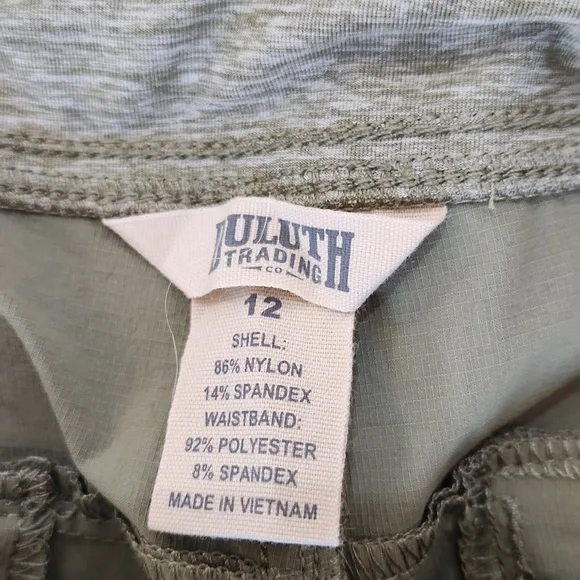 DULUTH
TRADING
CO
12
SHELL:
86% NYLON
14% SPANDEX
WAISTBAND:
92% POLYESTER
8% SPANDEX
MADE IN VIETNAM